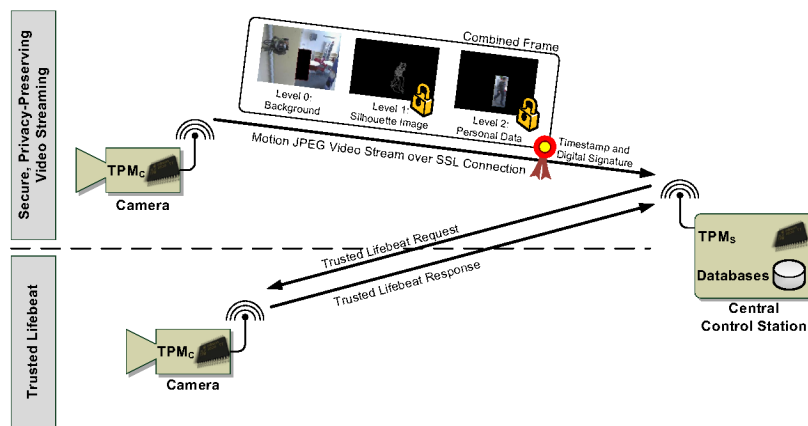 Secure, Privacy-Preserving
Video Streaming
Combined Frame
Level 0:
Background
Level 1:
Silhouette Image
Level 2:
Personal Data
Timestamp and
Digital Signature
Motion JPEG Video Stream over SSL Connection
TPMC
Camera
TPMS
Databases
Central
Control Station
Trusted Lifebeat Request
Trusted Lifebeat Response
Trusted Lifebeat
TPMC
Camera